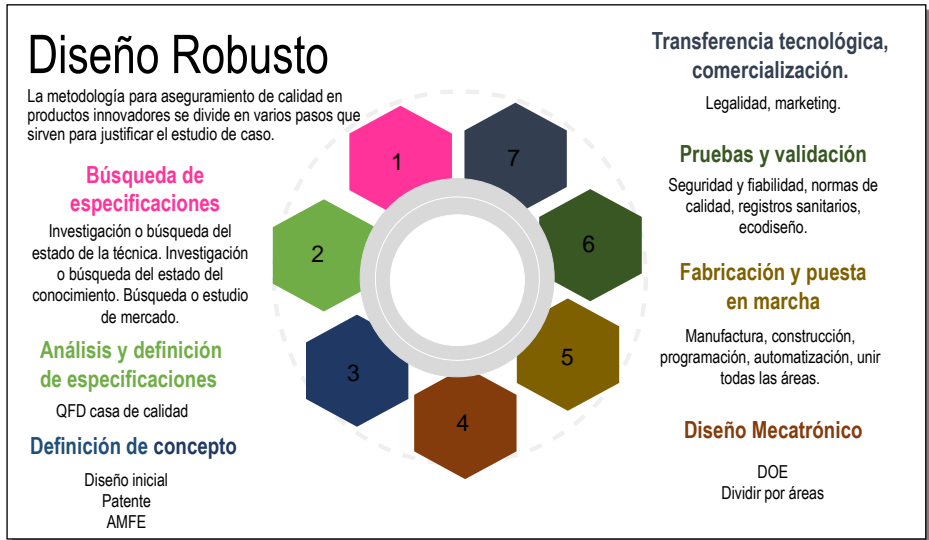 Diseño Robusto
La metodología para aseguramiento de calidad en
productos innovadores se divide en varios pasos que
sirven para justificar el estudio de caso.
Búsqueda de
especificaciones
Investigación o búsqueda del
estado de la técnica. Investigación
o búsqueda del estado del
conocimiento. Búsqueda o estudio
de mercado.
Análisis y definición
de especificaciones
QFD casa de calidad
Definición de concepto
Diseño inicial
Patente
AMFE
1
2
3
4
5
6
7
Transferencia tecnológica,
comercialización.
Legalidad, marketing.
Pruebas y validación
Seguridad y fiabilidad, normas de
calidad, registros sanitarios,
ecodiseño.
Fabricación y puesta
en marcha
Manufactura, construcción,
programación, automatización, unir
todas las áreas.
Diseño Mecatrónico
DOE
Dividir por áreas